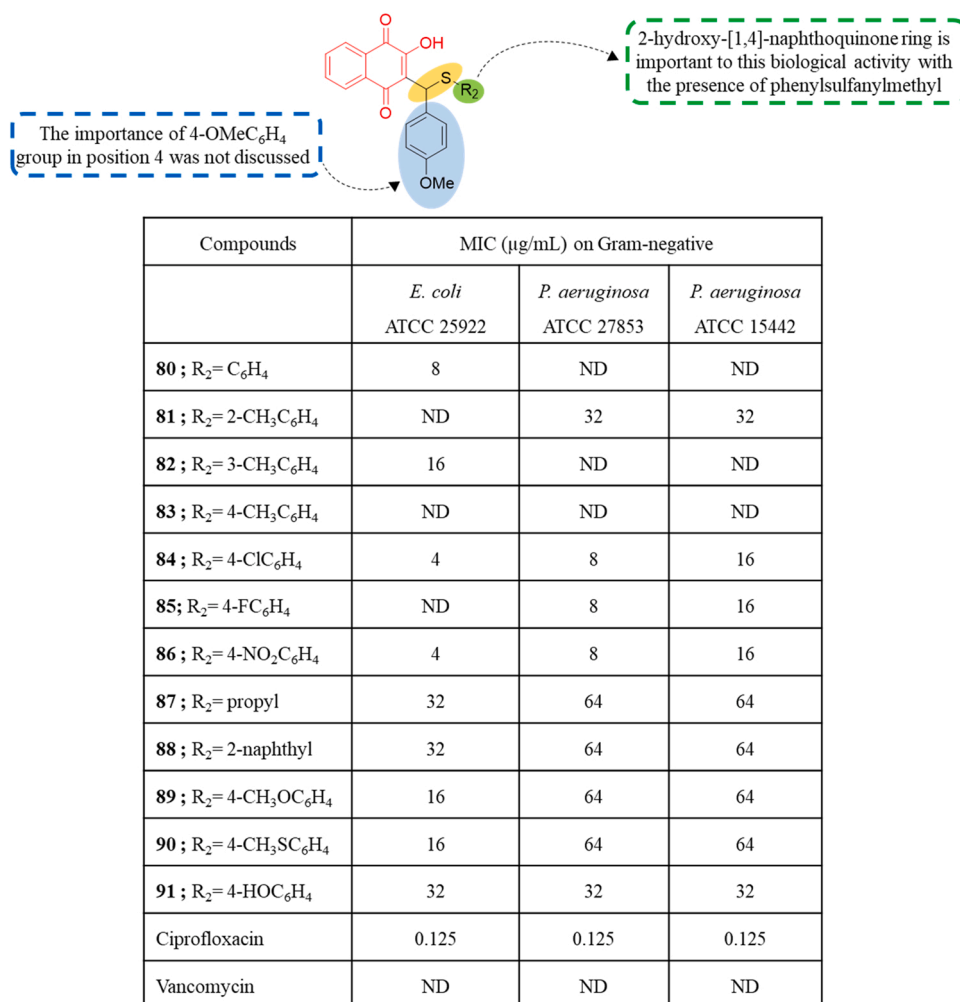 O
OH
S
R₂
O
OMe
2-hydroxy-[1,4]-naphthoquinone ring is
important to this biological activity with
the presence of phenylsulfanylmethyl
The importance of 4-OMeC₆H₄
group in position 4 was not discussed
Compounds MIC (µg/mL) on Gram-negative
E. coli P. aeruginosa P. aeruginosa
ATCC 25922 ATCC 27853 ATCC 15442
80 ; R₂= C₆H₄ 8 ND ND
81 ; R₂= 2-CH₃C₆H₄ ND 32 32
82 ; R₂= 3-CH₃C₆H₄ 16 ND ND
83 ; R₂= 4-CH₃C₆H₄ ND ND ND
84 ; R₂= 4-ClC₆H₄ 4 8 16
85; R₂= 4-FC₆H₄ ND 8 16
86 ; R₂= 4-NO₂C₆H₄ 4 8 16
87 ; R₂= propyl 32 64 64
88 ; R₂= 2-naphthyl 32 64 64
89 ; R₂= 4-CH₃OC₆H₄ 16 64 64
90 ; R₂= 4-CH₃SC₆H₄ 16 64 64
91 ; R₂= 4-HOC₆H₄ 32 32 32
Ciprofloxacin 0.125 0.125 0.125
Vancomycin ND ND ND